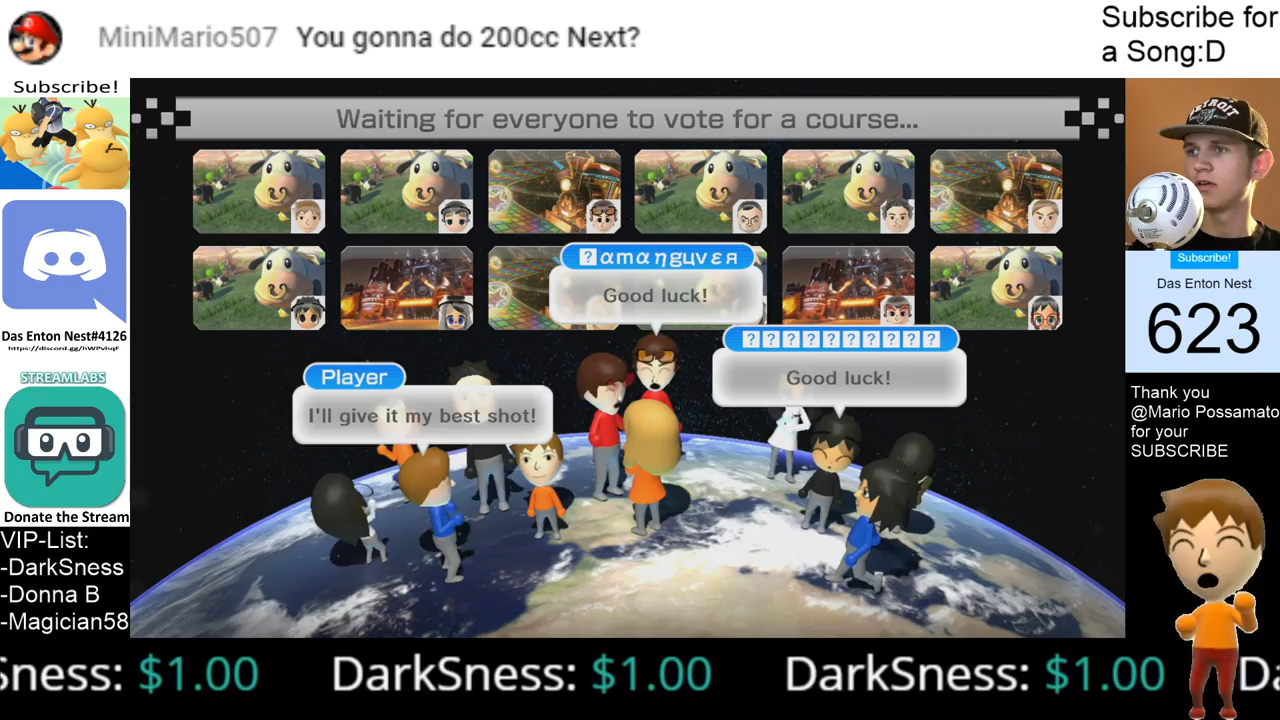 MiniMario507 You gonna do 200cc Next?
Subscribe for
a Song:D
Subscribe!
Waiting for everyone to vote for a course...
αmαηguvεя
Good luck!
Good luck!
Player
I'll give it my best shot!
Das Enton Nest#4126
STREAMLABS
Donate the Stream
VIP-List:
-DarkSness
-Donna B
-Magician58
DETROIT
Subscribe!
Das Enton Nest
623
Thank you
@Mario Possamato
for your
SUBSCRIBE
Sness: $1.00 DarkSness: $1.00 DarkSness: $1.00 Da